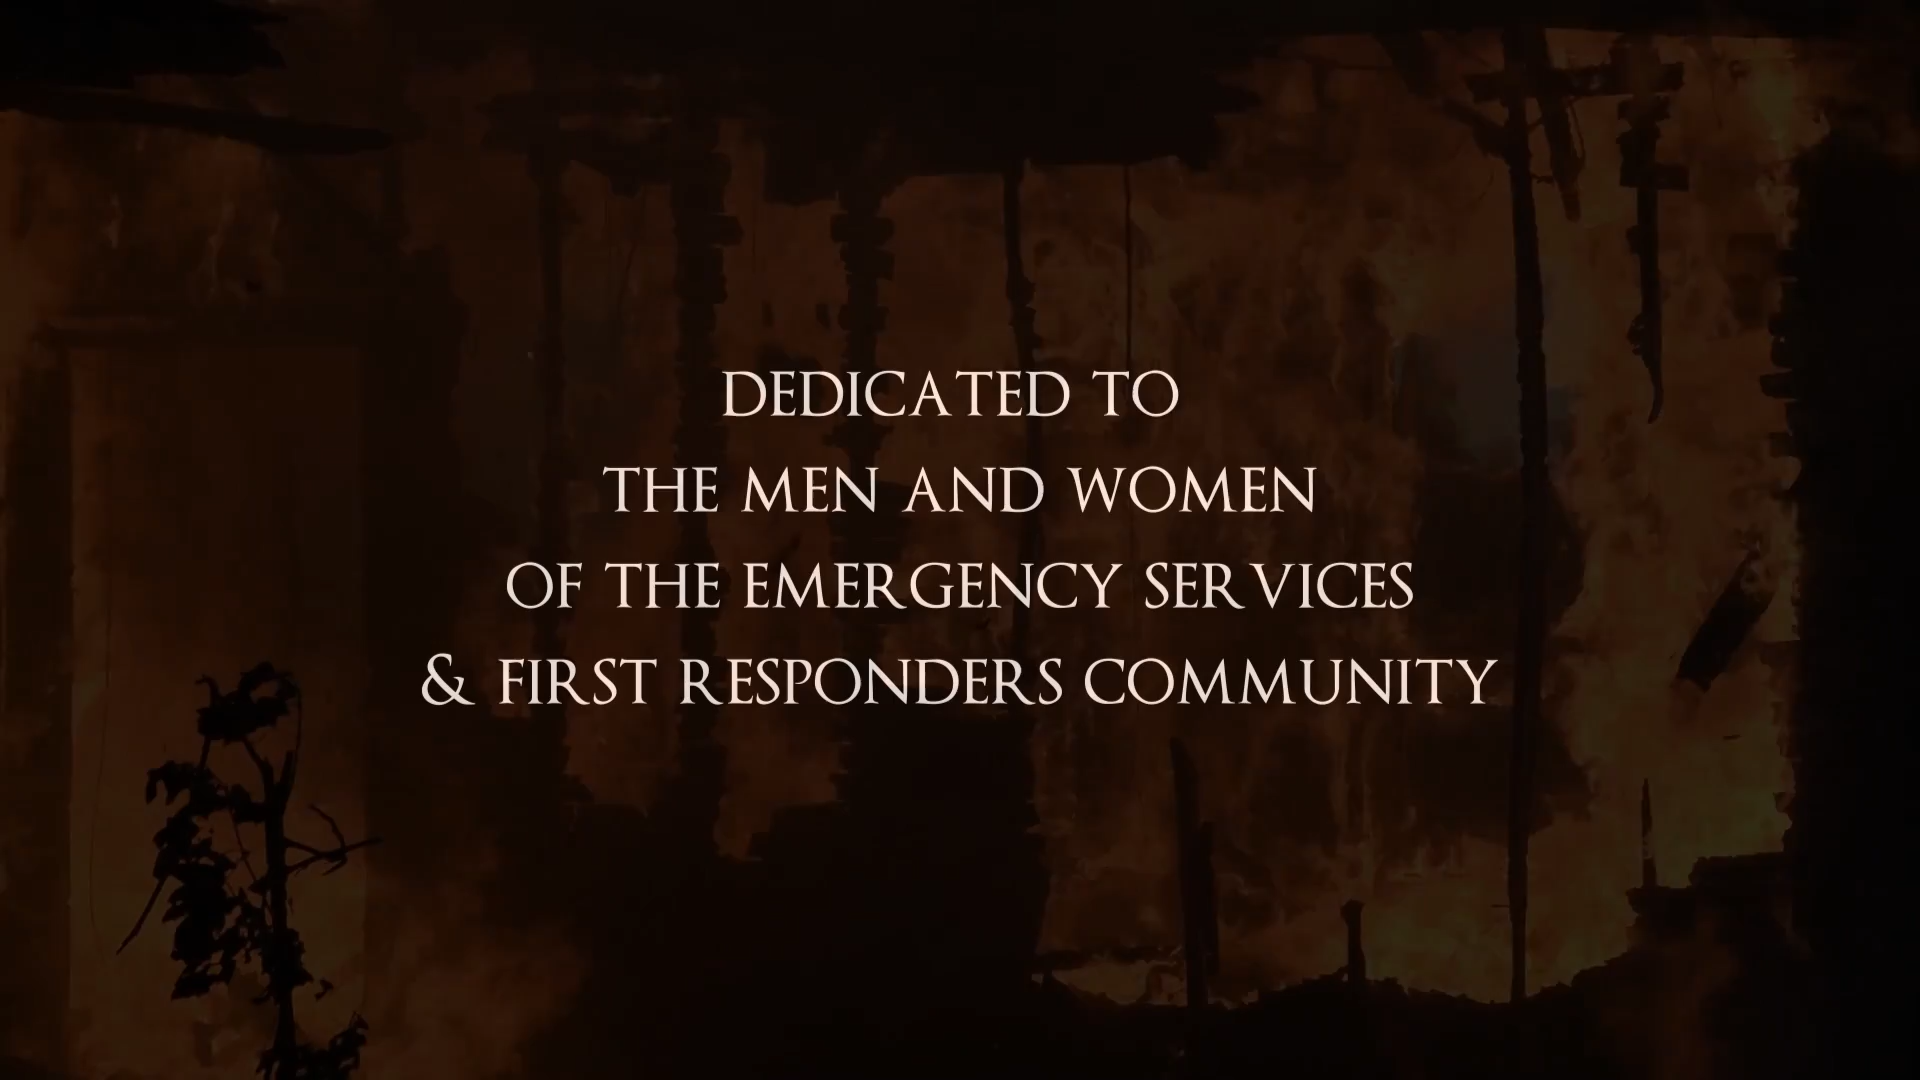 DEDICATED TO
THE MEN AND WOMEN
OF THE EMERGENCY SERVICES
& FIRST RESPONDERS COMMUNITY